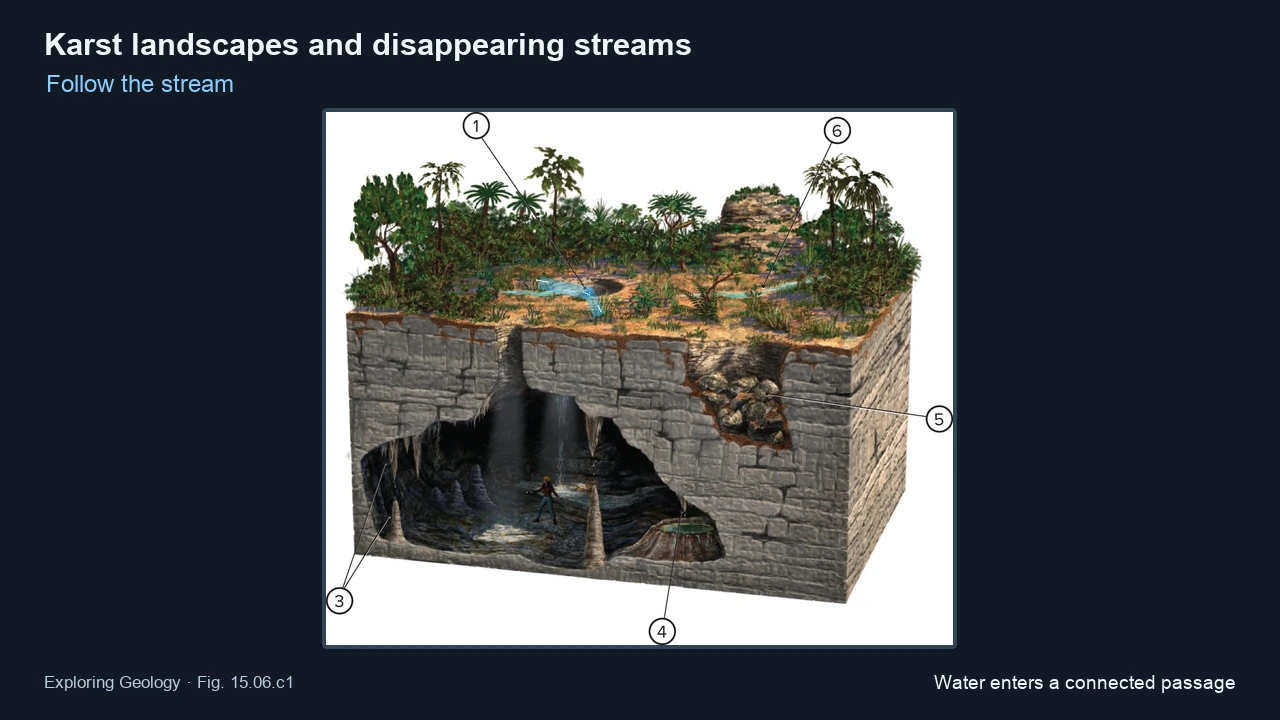 Karst landscapes and disappearing streams
Follow the stream
1
6
5
3
4
Exploring Geology · Fig. 15.06.c1
Water enters a connected passage